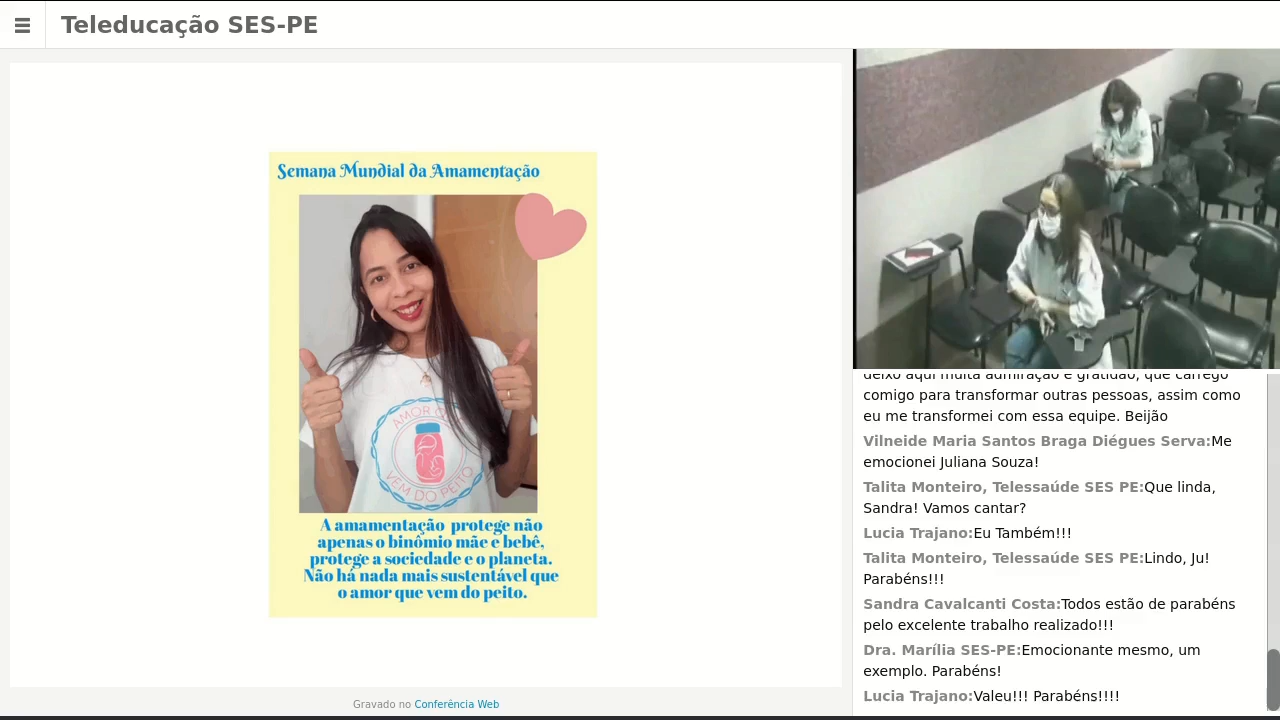 Teleducação SES-PE
Semana Mundial da Amamentação
AMOR QUE
VEM DO PEITO
A amamentação protege não
apenas o binômio mãe e bebê,
protege a sociedade e o planeta.
Não há nada mais sustentável que
o amor que vem do peito.
Gravado no Conferência Web
deixo aqui muita admiração e gratidão, que carrego
comigo para transformar outras pessoas, assim como
eu me transformei com essa equipe. Beijão
Vilneide Maria Santos Braga Diégues Serva:Me
emocionei Juliana Souza!
Talita Monteiro, Telessaúde SES PE:Que linda,
Sandra! Vamos cantar?
Lucia Trajano:Eu Também!!!
Talita Monteiro, Telessaúde SES PE:Lindo, Ju!
Parabéns!!!
Sandra Cavalcanti Costa:Todos estão de parabéns
pelo excelente trabalho realizado!!!
Dra. Marília SES-PE:Emocionante mesmo, um
exemplo. Parabéns!
Lucia Trajano:Valeu!!! Parabéns!!!!